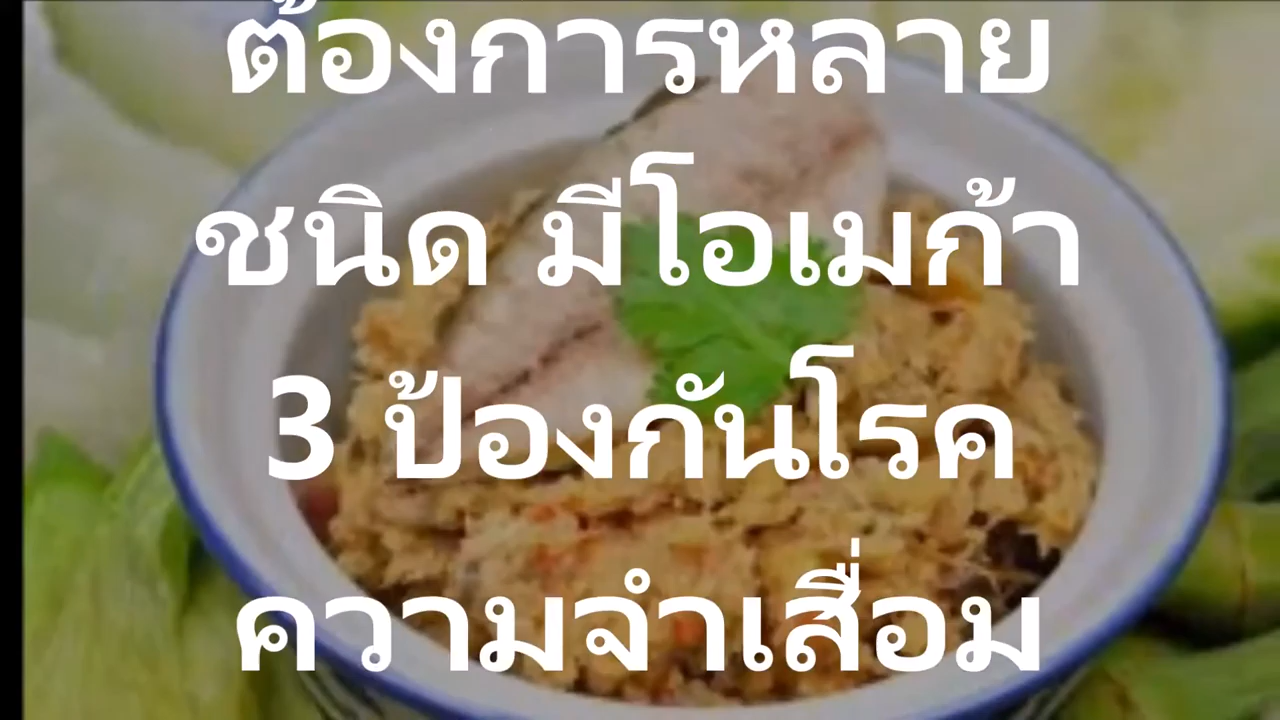 ต้องการหลาย
ชนิด มีโอเมก้า
3 ป้องกันโรค
ความจำเสื่อม